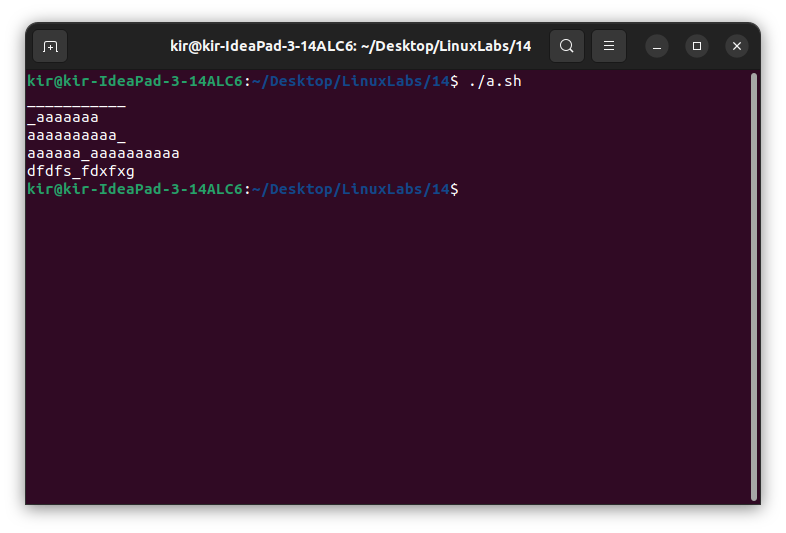 kir@kir-IdeaPad-3-14ALC6: ~/Desktop/LinuxLabs/14
kir@kir-IdeaPad-3-14ALC6:~/Desktop/LinuxLabs/14$ ./a.sh
___________
_aaaaaaa
aaaaaaaaaa_
aaaaaa_aaaaaaaaaa
dfdfs_fdxfxg
kir@kir-IdeaPad-3-14ALC6:~/Desktop/LinuxLabs/14$